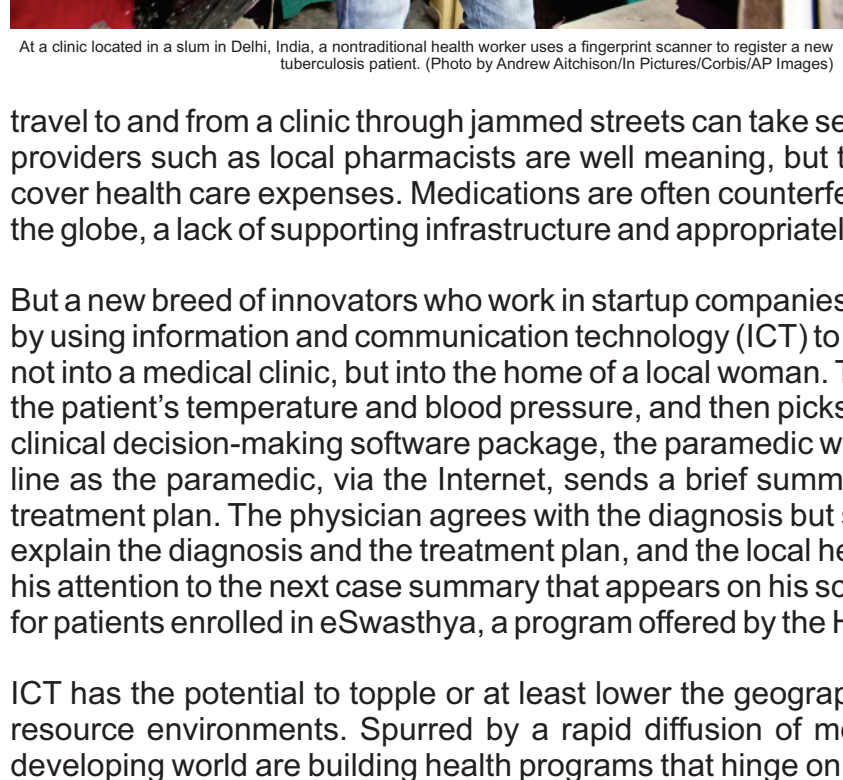 At a clinic located in a slum in Delhi, India, a nontraditional health worker uses a fingerprint scanner to register a new
tuberculosis patient. (Photo by Andrew Aitchison/In Pictures/Corbis/AP Images)
travel to and from a clinic through jammed streets can take
providers such as local pharmacists are well meaning, but
cover health care expenses. Medications are often
the globe, a lack of supporting infrastructure and
But a new breed of innovators who work in startup companies
by using information and communication technology (ICT) to
not into a medical clinic, but into the home of a local woman.
the patient's temperature and blood pressure, and then picks
clinical decision-making software package, the paramedic
line as the paramedic, via the Internet, sends a brief
treatment plan. The physician agrees with the diagnosis but
explain the diagnosis and the treatment plan, and the local
his attention to the next case summary that appears on his
for patients enrolled in eSwasthya, a program offered by the
ICT has the potential to topple or at least lower the
resource environments. Spurred by a rapid diffusion of
developing world are building health programs that hinge on